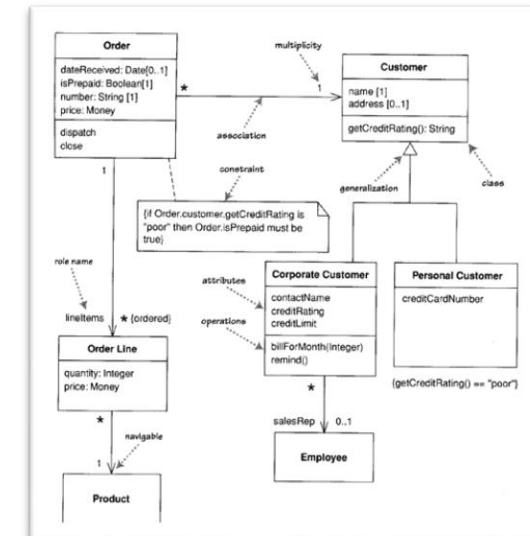 Order
dateReceived: Date[0..1]
isPrepaid: Boolean[1]
number: String [1]
price: Money
dispatch
close
multiplicity
*
1
association
Customer
name [1]
address [0..1]
getCreditRating(): String
class
generalization
constraint
{if Order.customer.getCreditRating is
"poor" then Order.isPrepaid must be
true}
1
role name
lineItems
* {ordered}
Order Line
quantity: Integer
price: Money
*
navigable
1
Product
attributes
operations
Corporate Customer
contactName
creditRating
creditLimit
billForMonth(Integer)
remind()
*
salesRep
0..1
Employee
Personal Customer
creditCardNumber
{getCreditRating() == "poor"}